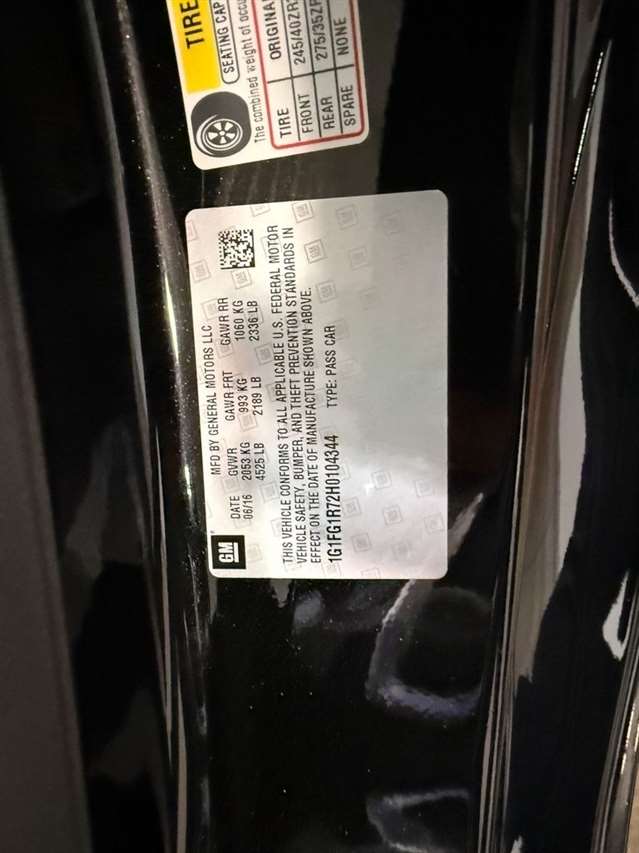 MFD BY GENERAL MOTORS LLC
DATE GVWR GAWR FRT GAWR RR
06/16 2053 KG 993 KG 1060 KG
4525 LB 2189 LB 2336 LB
GM
THIS VEHICLE CONFORMS TO ALL APPLICABLE U.S. FEDERAL MOTOR
VEHICLE SAFETY, BUMPER, AND THEFT PREVENTION STANDARDS IN
EFFECT ON THE DATE OF MANUFACTURE SHOWN ABOVE.
1G1FG1R72H0104344 TYPE: PASS CAR
TIRE
SEATING CAP
The combined weight of occu
TIRE ORIGINA
FRONT 245/40ZR
REAR 275/35Z
SPARE NONE